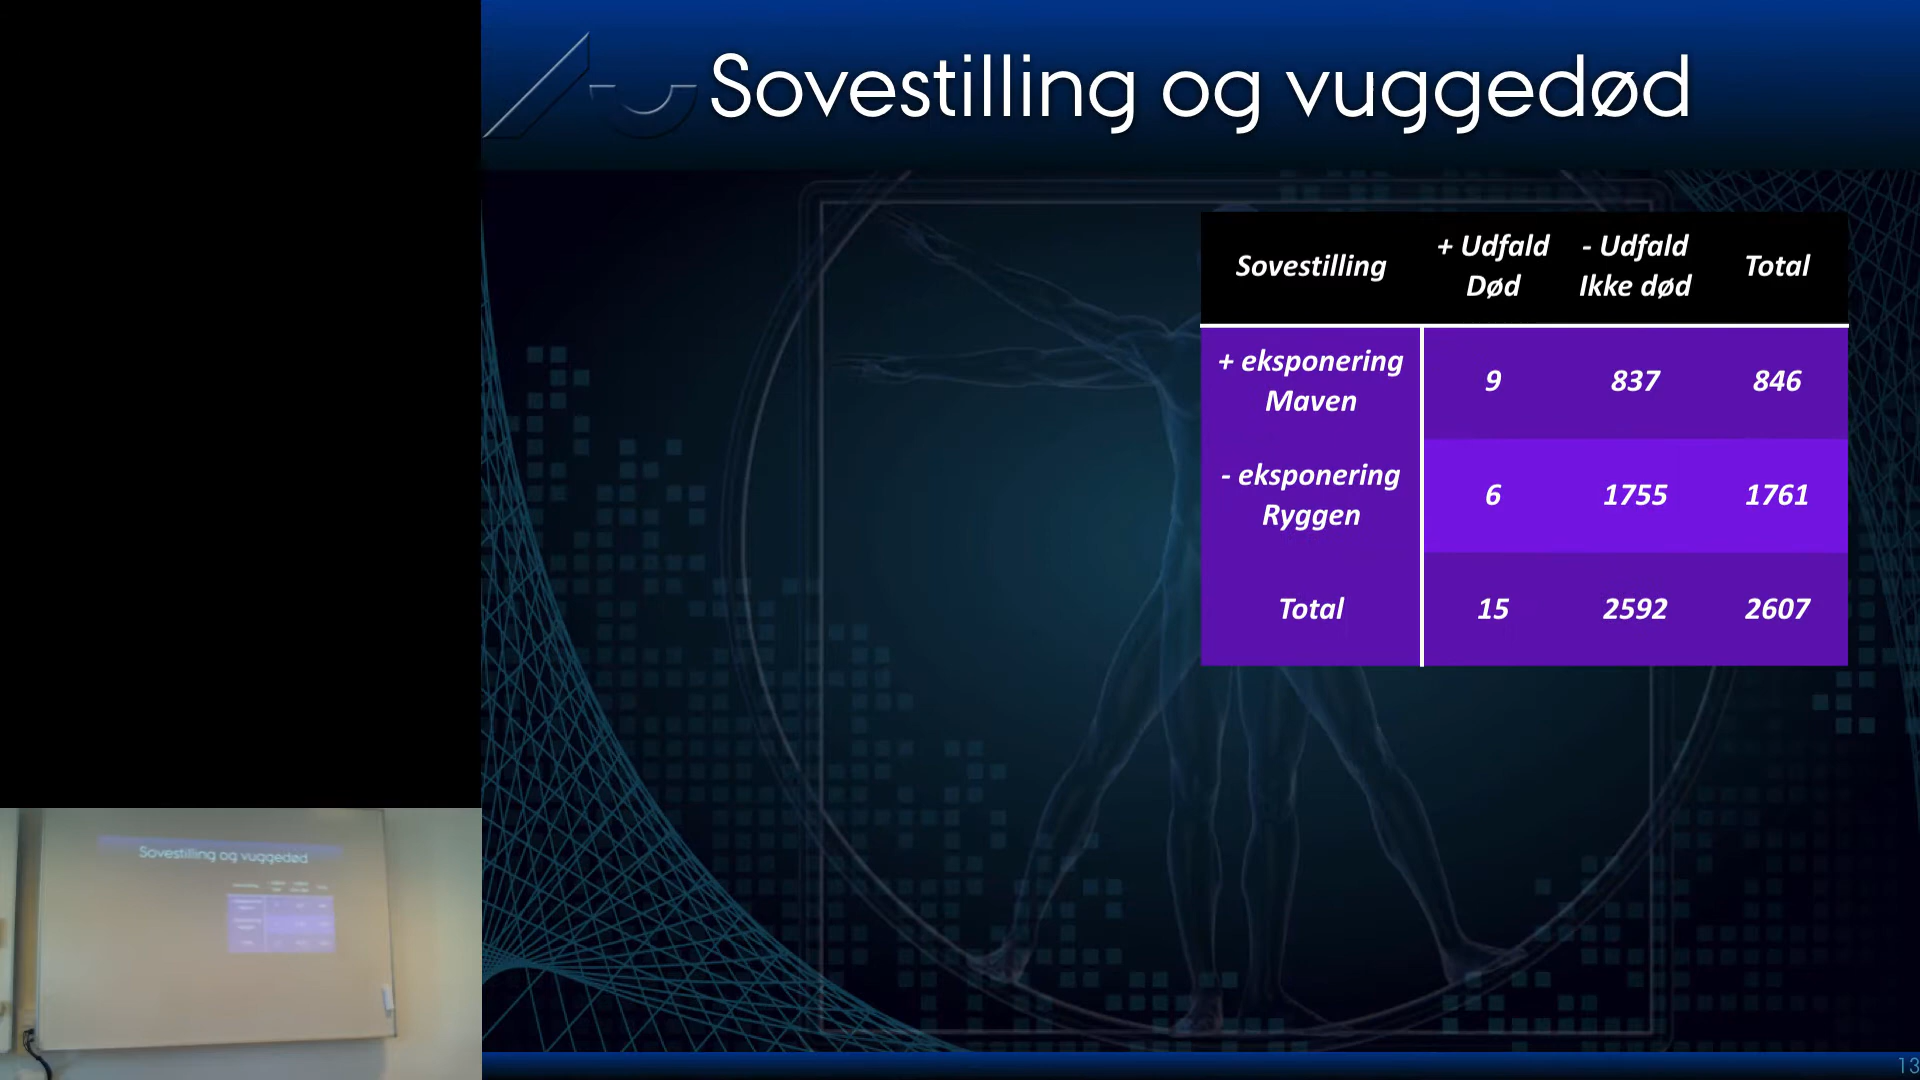 Sovestilling og vuggedød
Sovestilling + Udfald Død - Udfald Ikke død Total
+ eksponering Maven 9 837 846
- eksponering Ryggen 6 1755 1761
Total 15 2592 2607
13
Sovestilling og vuggedød